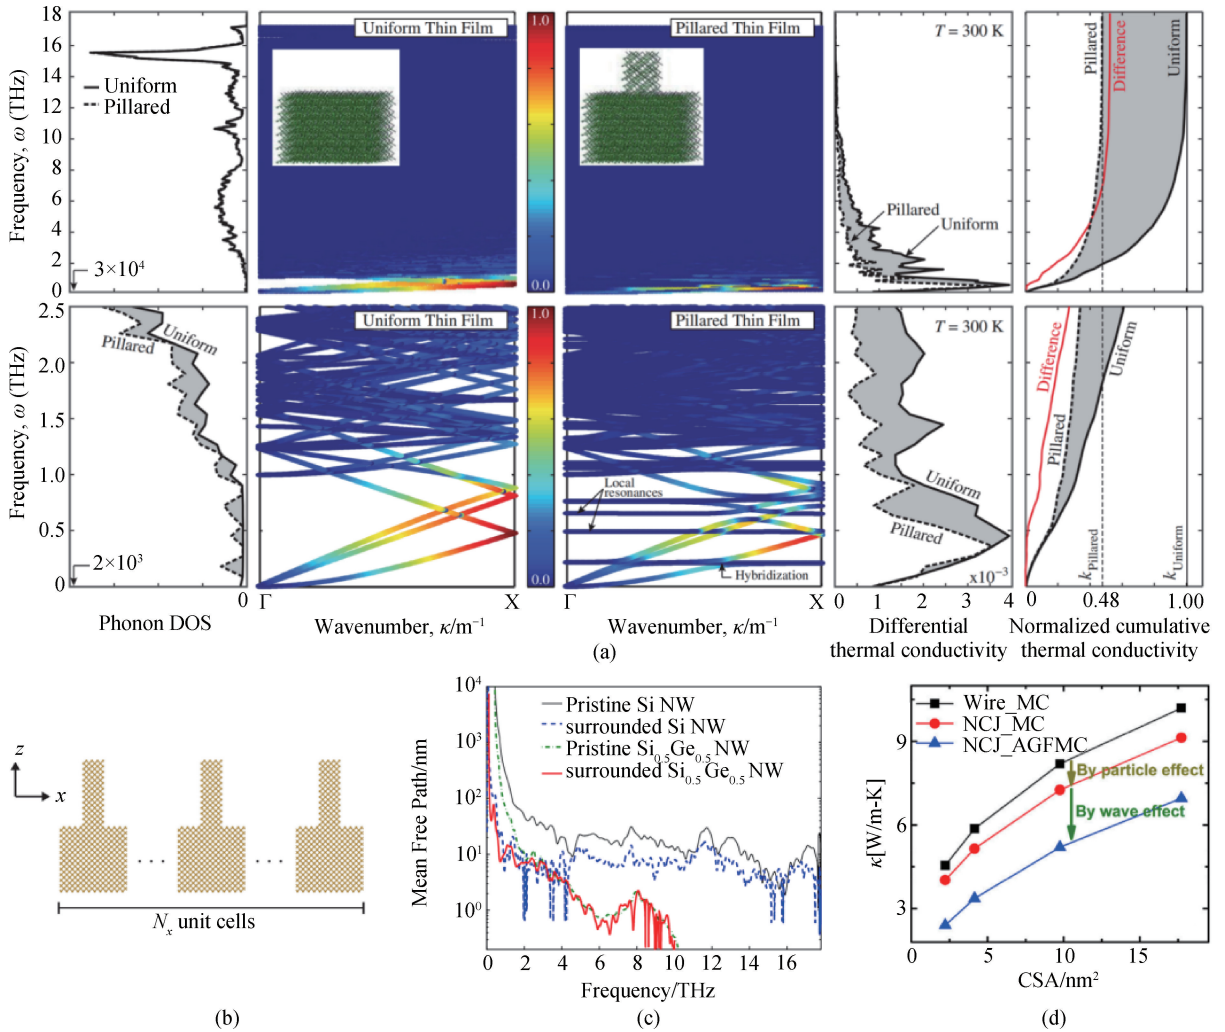 18
16
14
12
10
8
6
4
2
0
Frequency, ω (THz)
Uniform
Pillared
3×10⁴
Uniform Thin Film
1.0
0.0
Pillared Thin Film
T = 300 K
Pillared
Uniform
Pillared
Difference
Uniform
2.5
2.0
1.5
1.0
0.5
0
Frequency, ω (THz)
Uniform
Pillared
2×10³
0
Phonon DOS
Uniform Thin Film
Γ
X
Wavenumber, κ/m⁻¹
1.0
0.0
Pillared Thin Film
Local
resonances
Hybridization
Γ
X
Wavenumber, κ/m⁻¹
T = 300 K
Uniform
Pillared
x10⁻³
0 1 2 3 4
Differential
thermal conductivity
Difference
Pillared
Uniform
k Pillared
k Uniform
0 0.48 1.00
Normalized cumulative
thermal conductivity
(a)
z
x
· · ·
· · ·
Nₓ unit cells
(b)
10⁴
10³
10²
10¹
10⁰
Mean Free Path/nm
Pristine Si NW
surrounded Si NW
Pristine Si0.5Ge0.5NW
surrounded Si0.5Ge0.5NW
0 2 4 6 8 10 12 14 16
Frequency/THz
(c)
9
6
3
κ[W/m-K]
Wire_MC
NCJ_MC
NCJ_AGFMC
By particle effect
By wave effect
0 5 10 15
CSA/nm²
(d)